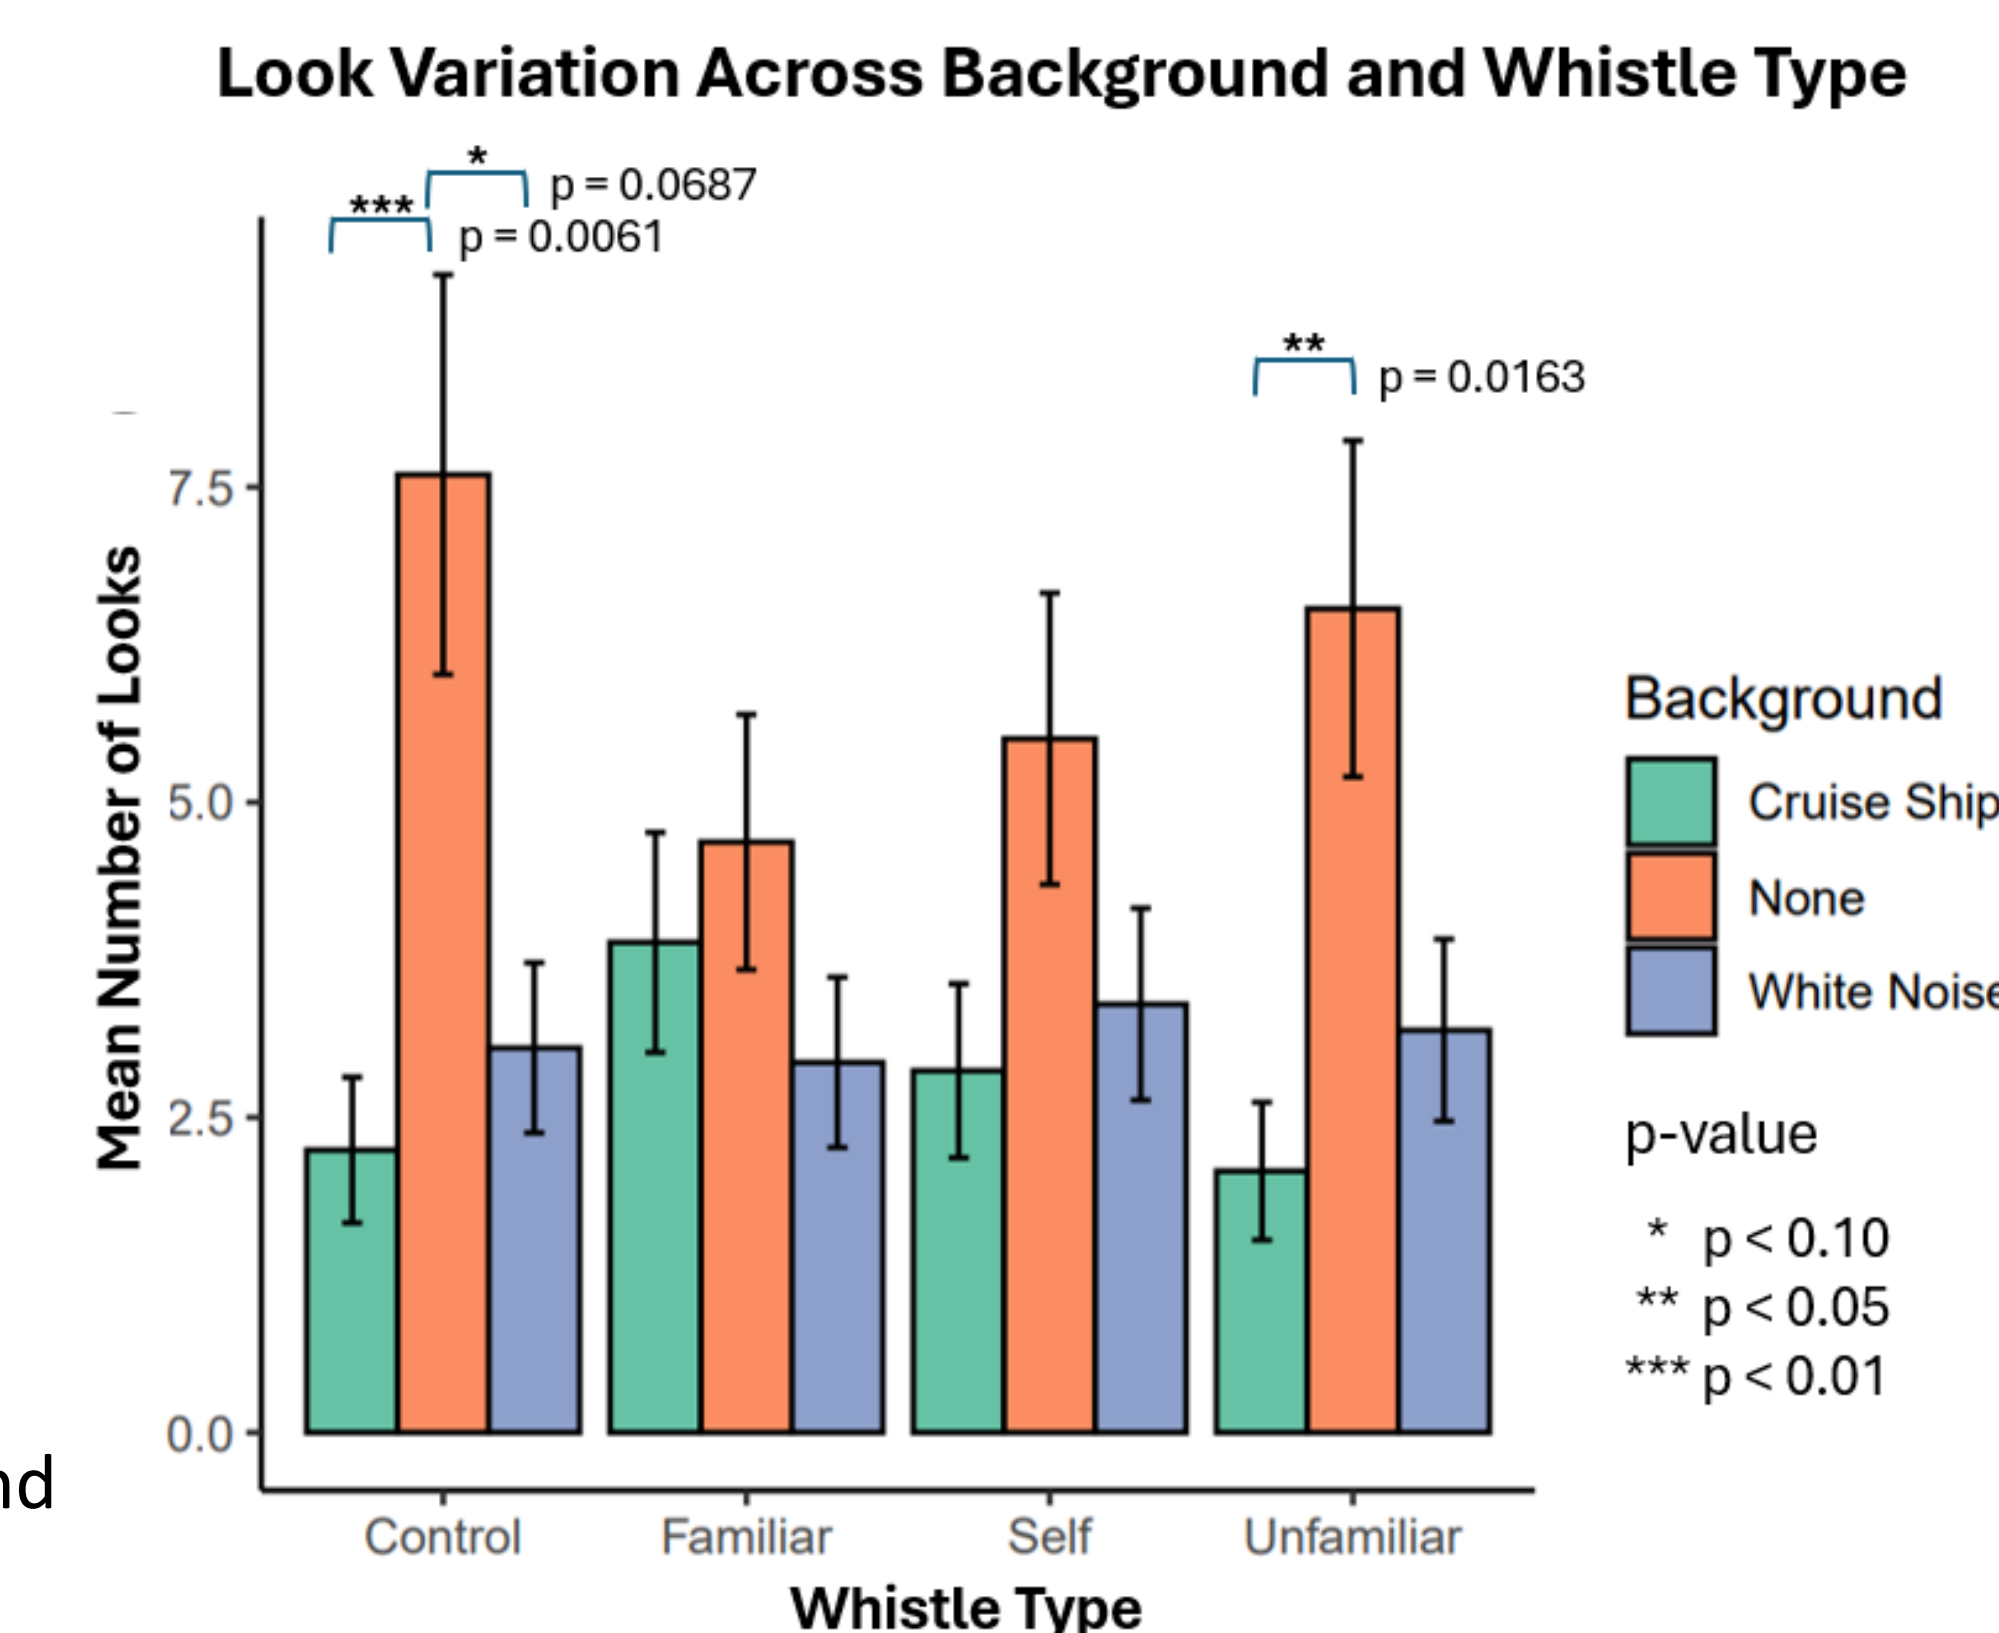 Look Variation Across Background and Whistle Type
* p = 0.0687
*** p = 0.0061
** p = 0.0163
Mean Number of Looks
7.5
5.0
2.5
0.0
Control Familiar Self Unfamiliar
Whistle Type
Background
Cruise Ship
None
White Noise
p-value
* p < 0.10
** p < 0.05
*** p < 0.01
nd